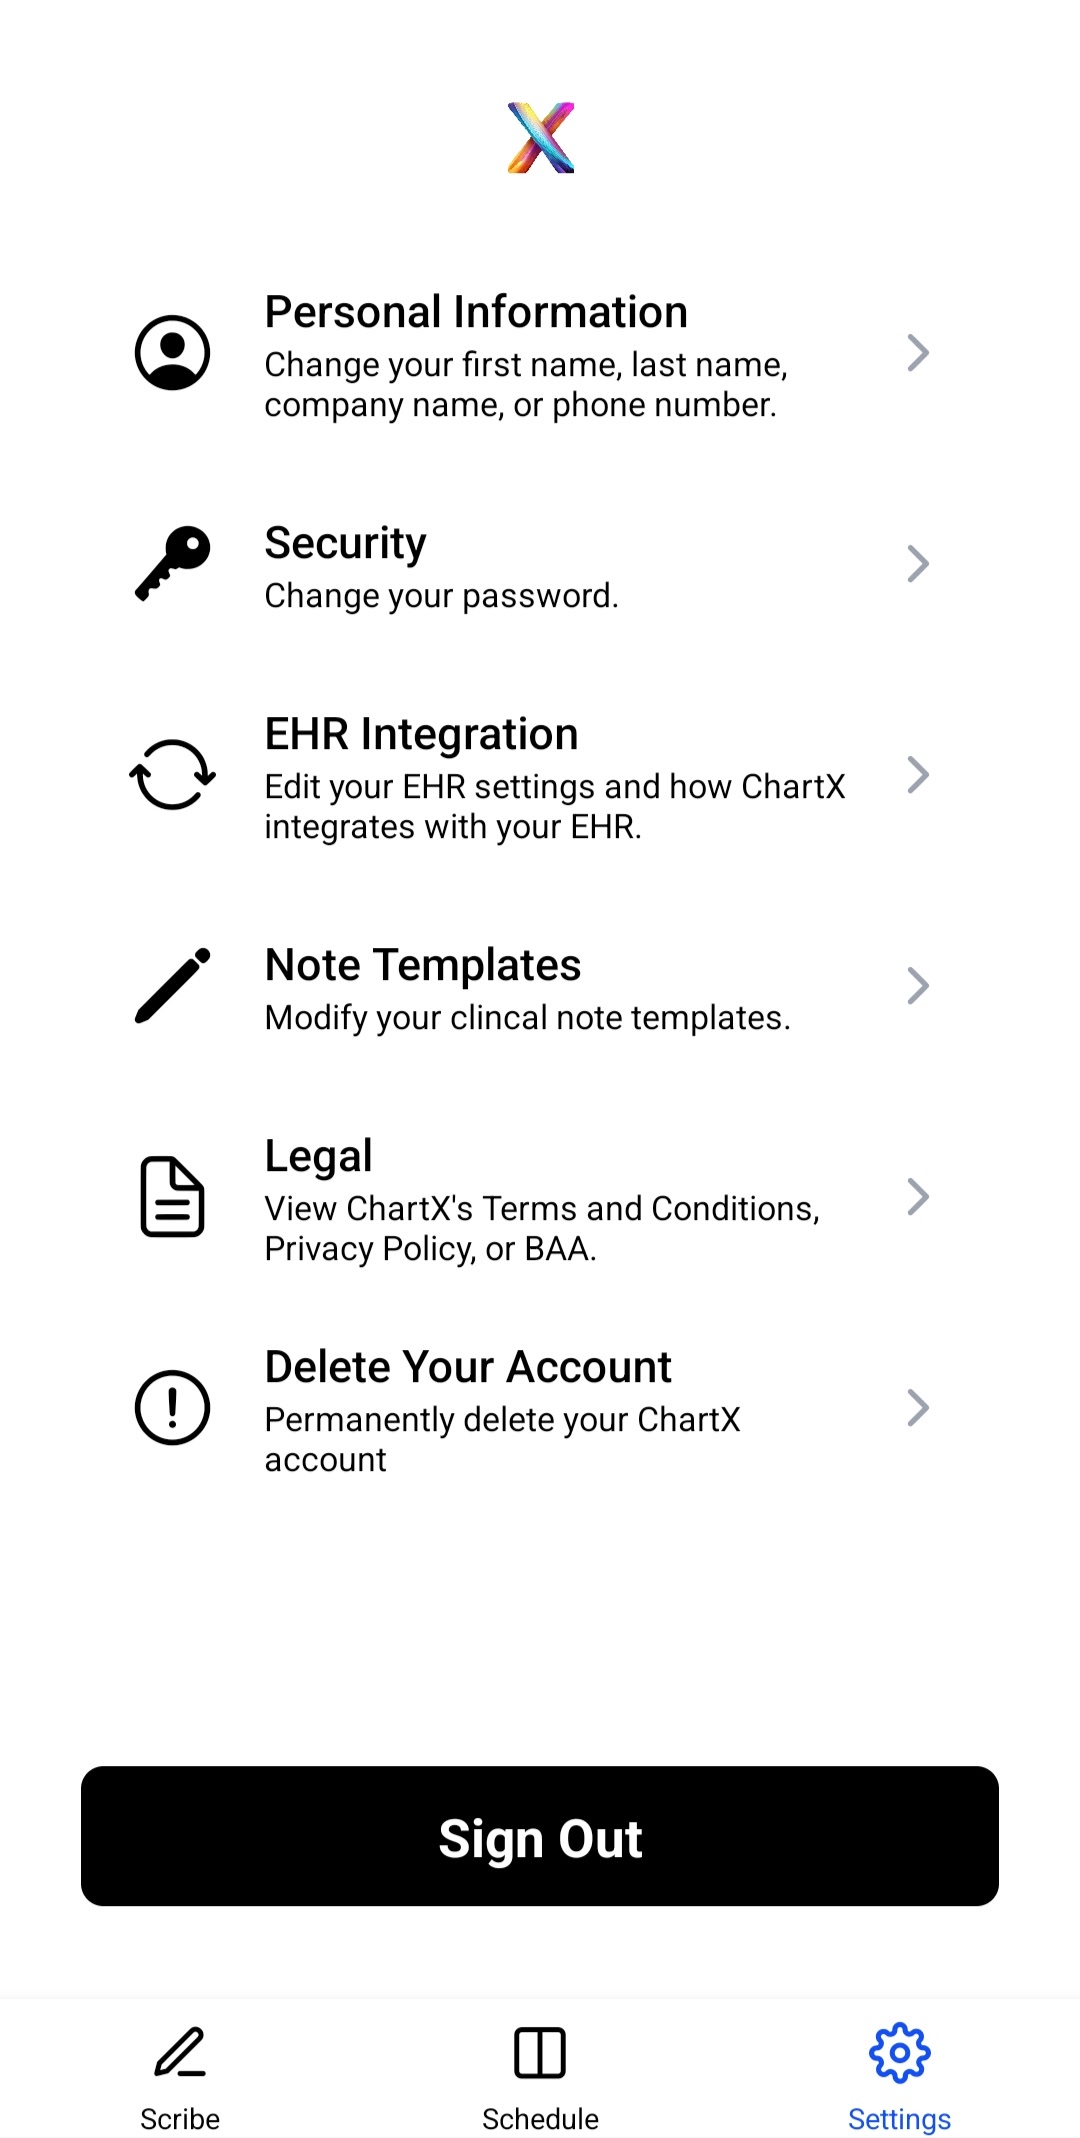 X
Personal Information
Change your first name, last name,
company name, or phone number.
Security
Change your password.
EHR Integration
Edit your EHR settings and how ChartX
integrates with your EHR.
Note Templates
Modify your clincal note templates.
Legal
View ChartX's Terms and Conditions,
Privacy Policy, or BAA.
Delete Your Account
Permanently delete your ChartX
account
Sign Out
Scribe
Schedule
Settings